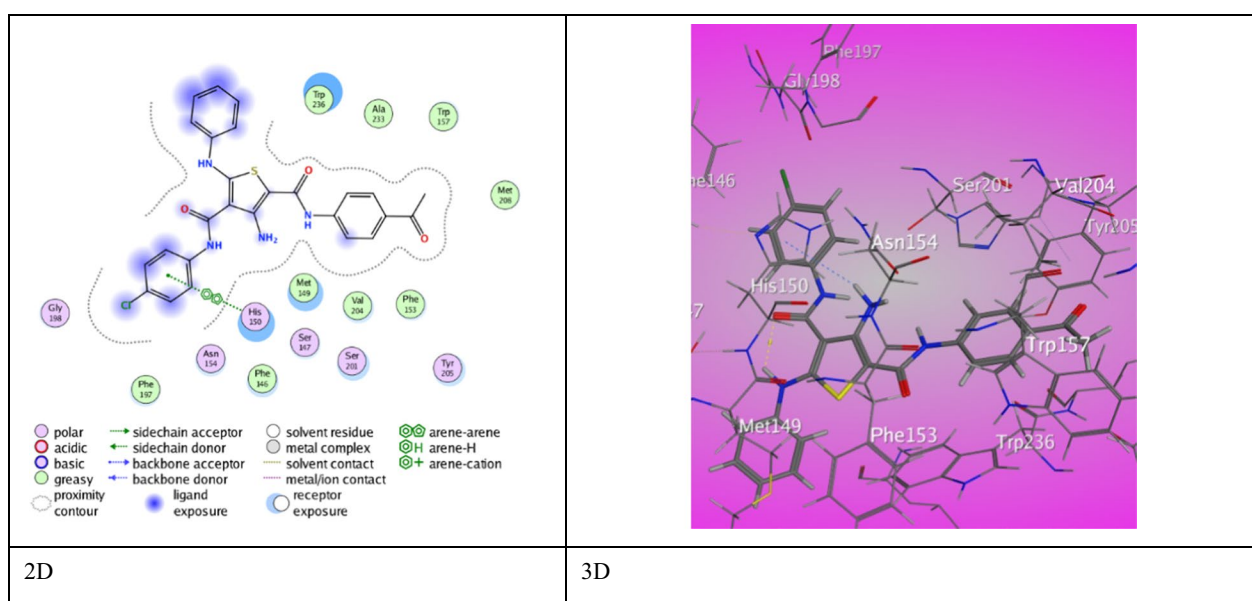 Trp
236
Ala
233
Trp
157
HN
S
O
O
N
H
NH₂
O
Met
208
NH
Cl
Gly
198
His
150
Met
149
Val
204
Phe
153
Asn
154
Ser
147
Ser
201
Tyr
205
Phe
197
Phe
146
polar
acidic
basic
greasy
proximity
contour
sidechain acceptor
sidechain donor
backbone acceptor
backbone donor
ligand
exposure
solvent residue
metal complex
solvent contact
metal/ion contact
receptor
exposure
arene-arene
H arene-H
+ arene-cation
Phe197
Gly198
he146
Ser201
Val204
Tyr205
Asn154
His150
47
Trp157
Met149
Phe153
Trp236
2D
3D